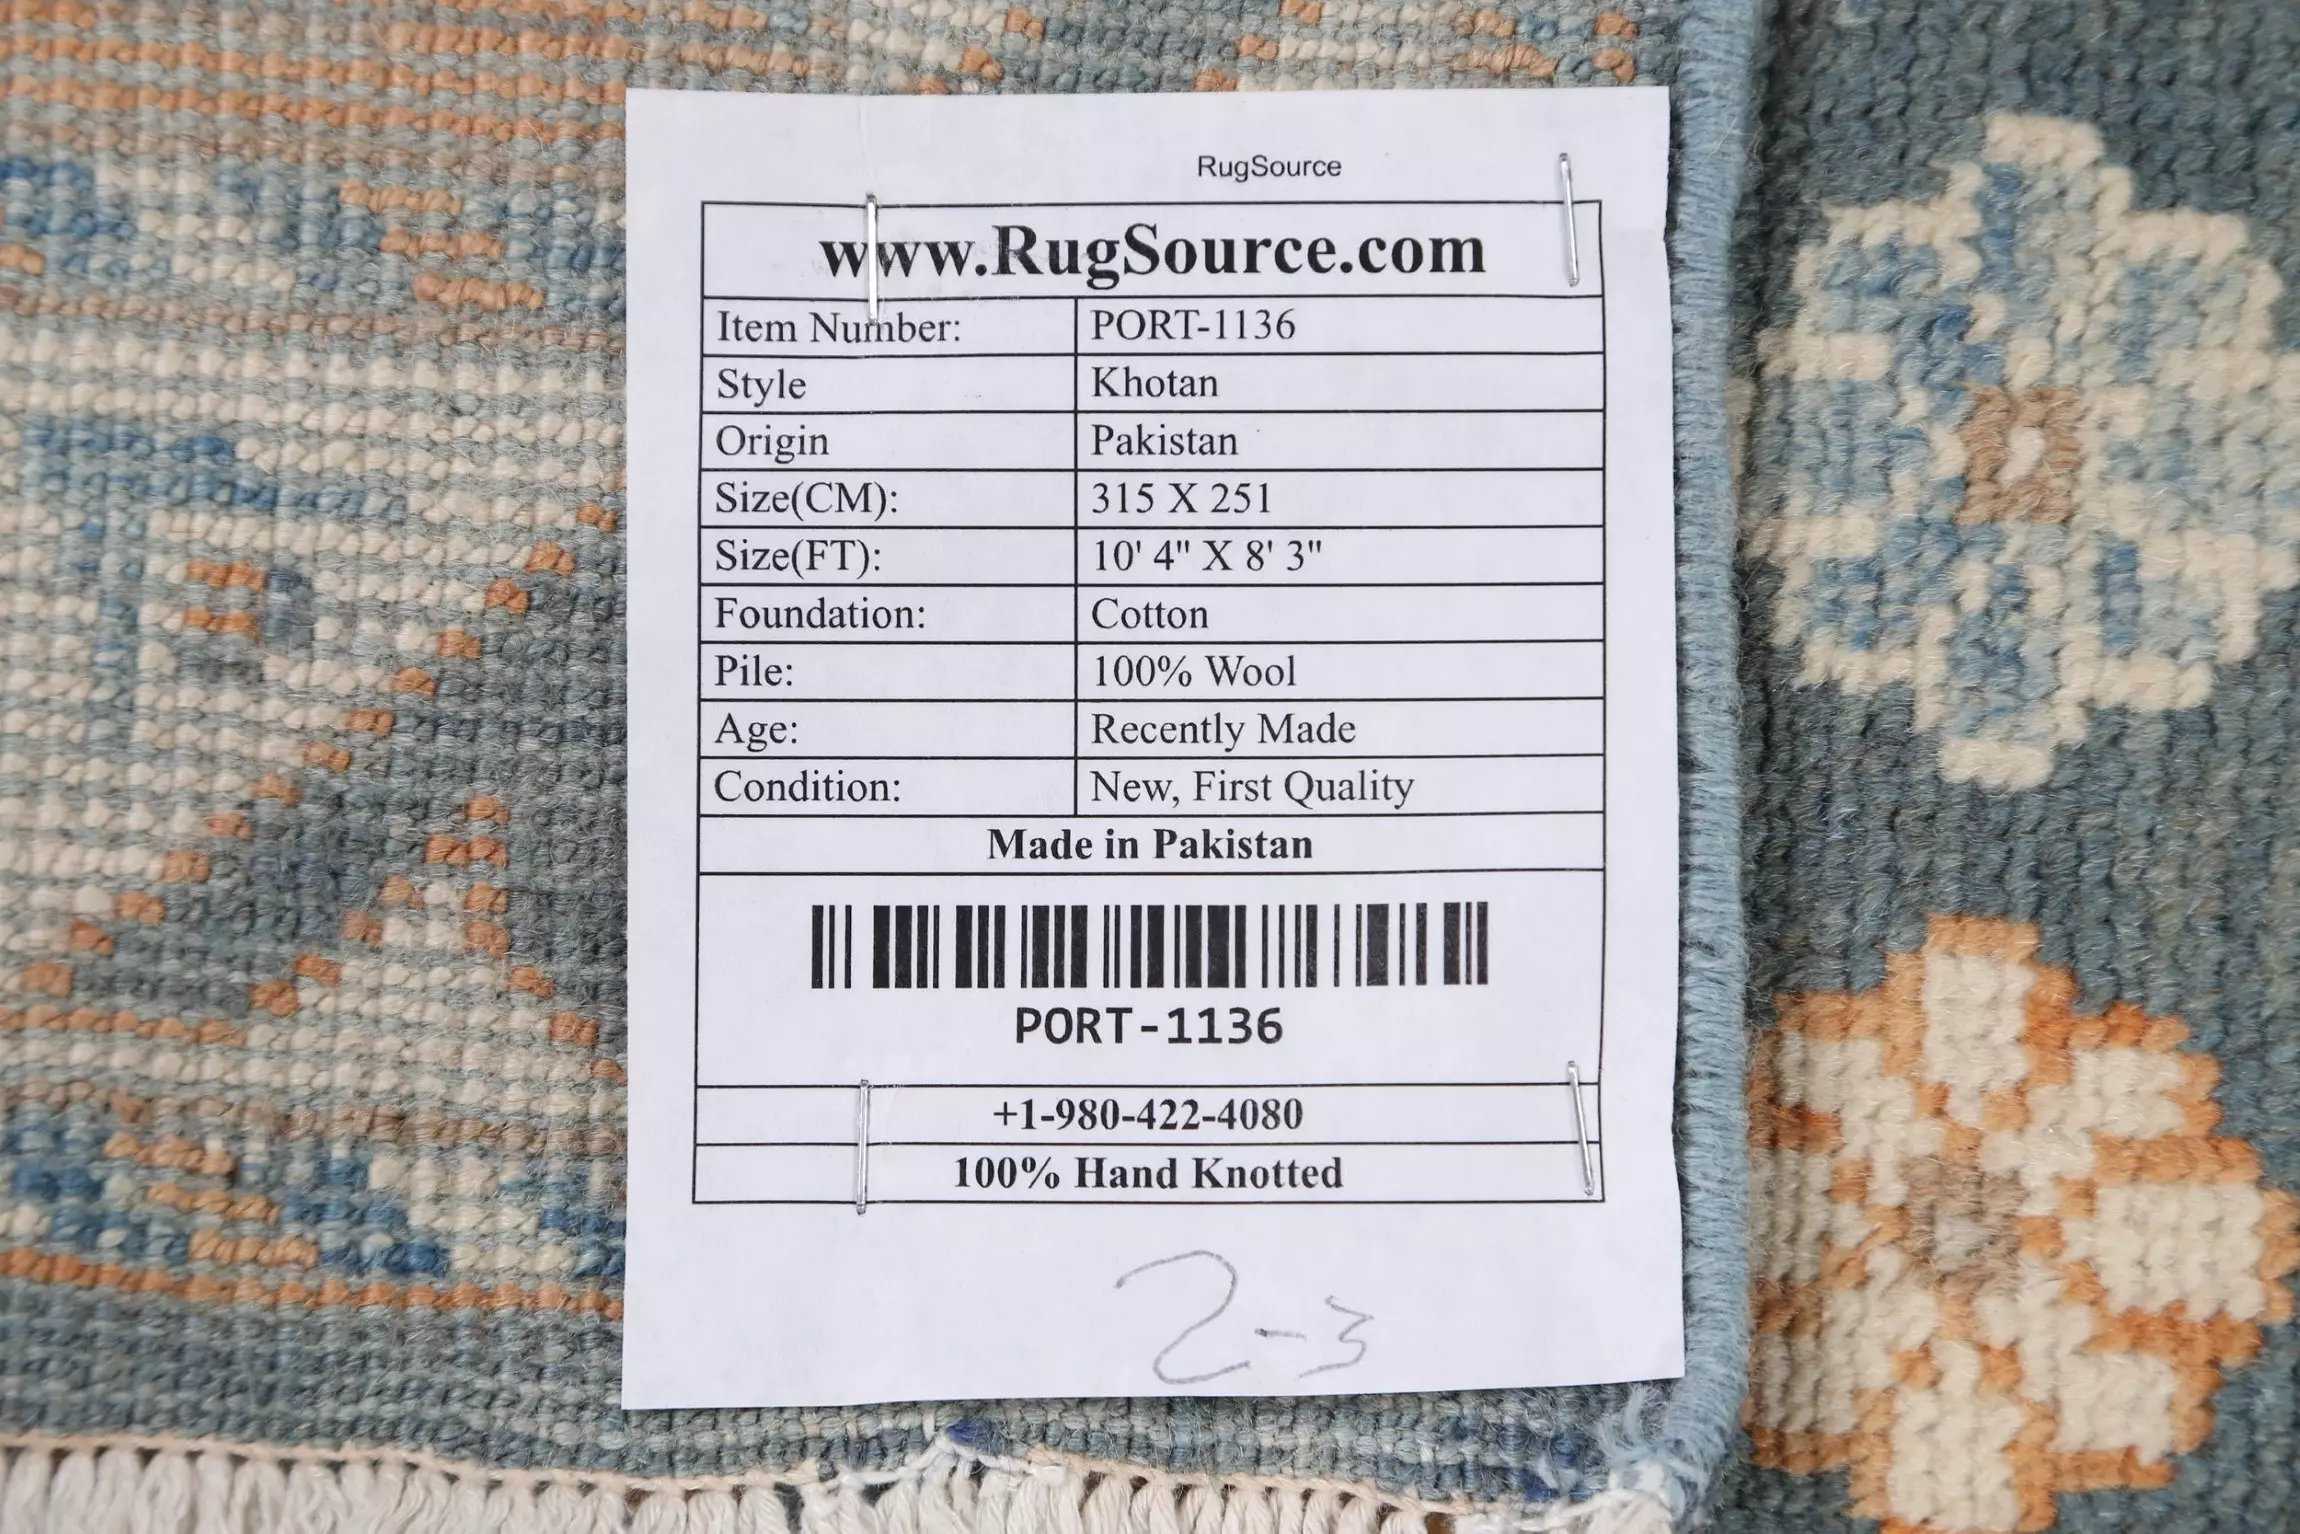 RugSource
www.RugSource.com
Item Number: PORT-1136
Style Khotan
Origin Pakistan
Size(CM): 315 X 251
Size(FT): 10' 4" X 8' 3"
Foundation: Cotton
Pile: 100% Wool
Age: Recently Made
Condition: New, First Quality
Made in Pakistan
PORT-1136
+1-980-422-4080
100% Hand Knotted
2-3